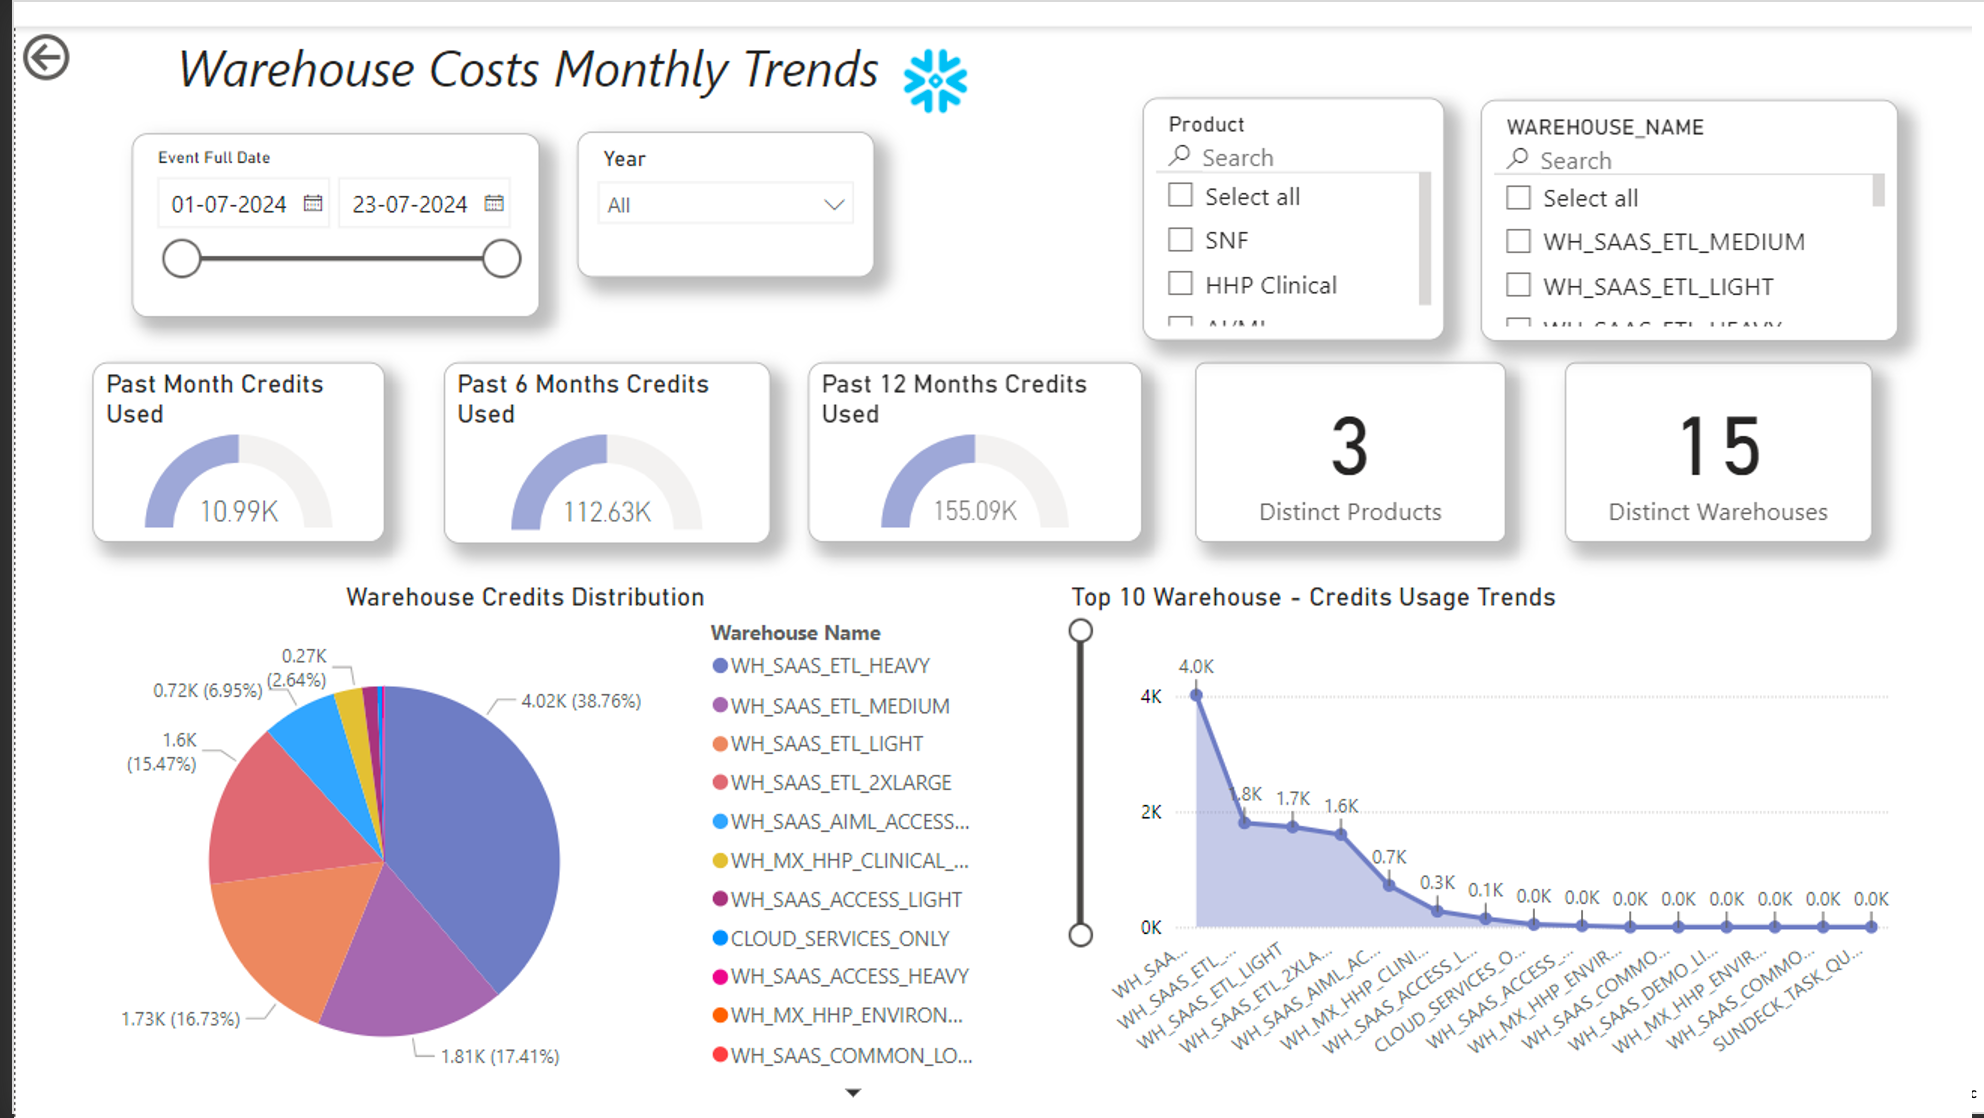 Warehouse Costs Monthly Trends
Event Full Date
01-07-2024
23-07-2024
Year
All
Product
Search
Select all
SNF
HHP Clinical
AI/ML
WAREHOUSE_NAME
Search
Select all
WH_SAAS_ETL_MEDIUM
WH_SAAS_ETL_LIGHT
WH_SAAS_ETL_HEAVY
Past Month Credits
Used
10.99K
Past 6 Months Credits
Used
112.63K
Past 12 Months Credits
Used
155.09K
3
Distinct Products
15
Distinct Warehouses
Warehouse Credits Distribution
0.27K
(2.64%)
0.72K (6.95%)
1.6K
(15.47%)
1.73K (16.73%)
1.81K (17.41%)
4.02K (38.76%)
Warehouse Name
WH_SAAS_ETL_HEAVY
WH_SAAS_ETL_MEDIUM
WH_SAAS_ETL_LIGHT
WH_SAAS_ETL_2XLARGE
WH_SAAS_AIML_ACCESS...
WH_MX_HHP_CLINICAL_...
WH_SAAS_ACCESS_LIGHT
CLOUD_SERVICES_ONLY
WH_SAAS_ACCESS_HEAVY
WH_MX_HHP_ENVIRON...
WH_SAAS_COMMON_LO...
Top 10 Warehouse - Credits Usage Trends
4K
2K
0K
4.0K
1.8K
1.7K
1.6K
0.7K
0.3K
0.1K
0.0K
0.0K
0.0K
0.0K
0.0K
0.0K
0.0K
0.0K
WH_SAA...
WH_SAAS_ETL_...
WH_SAAS_ETL_LIGHT
WH_SAAS_ETL_2XLA...
WH_SAAS_AIML_AC...
WH_MX_HHP_CLINI...
WH_SAAS_ACCESS_L...
CLOUD_SERVICES_O...
WH_SAAS_ACCESS_...
WH_MX_HHP_ENVIR...
WH_SAAS_COMMO...
WH_SAAS_DEMO_LI...
WH_MX_HHP_ENVIR...
WH_SAAS_COMMO...
SUNDECK_TASK_QU...